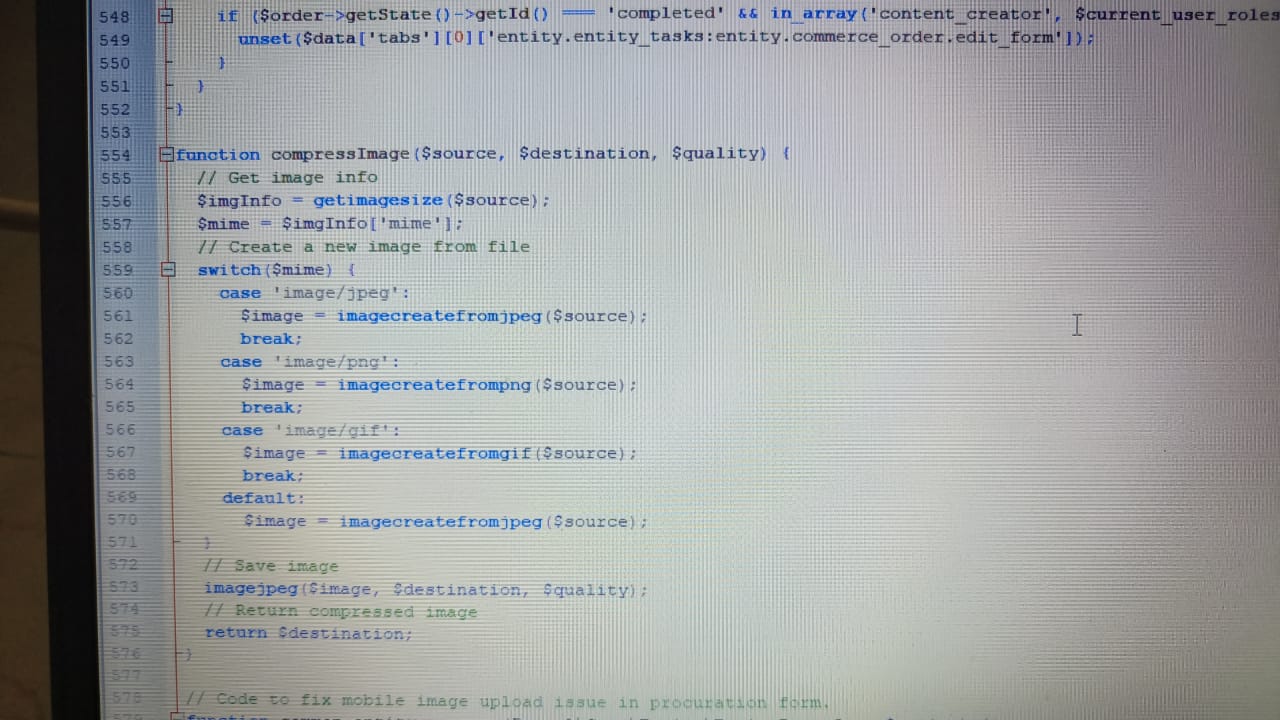 548 if ($order->getState()->getId() === 'completed' && in_array('content_creator', $current_user_roles
549 unset($data['tabs'][0]['entity.entity_tasks:entity.commerce_order.edit_form']);
550 }
551 }
552 }
553
554 function compressImage($source, $destination, $quality) {
555 // Get image info
556 $imgInfo = getimagesize($source);
557 $mime = $imgInfo['mime'];
558 // Create a new image from file
559 switch($mime) {
560 case 'image/jpeg':
561 $image = imagecreatefromjpeg($source);
562 break;
563 case 'image/png':
564 $image = imagecreatefrompng($source);
565 break;
566 case 'image/gif':
567 $image = imagecreatefromgif($source);
568 break;
569 default:
570 $image = imagecreatefromjpeg($source);
571 }
572 // Save image
573 imagejpeg($image, $destination, $quality);
574 // Return compressed image
575 return $destination;
576 }
577
578 // Code to fix mobile image upload issue in procuration form.
579 function